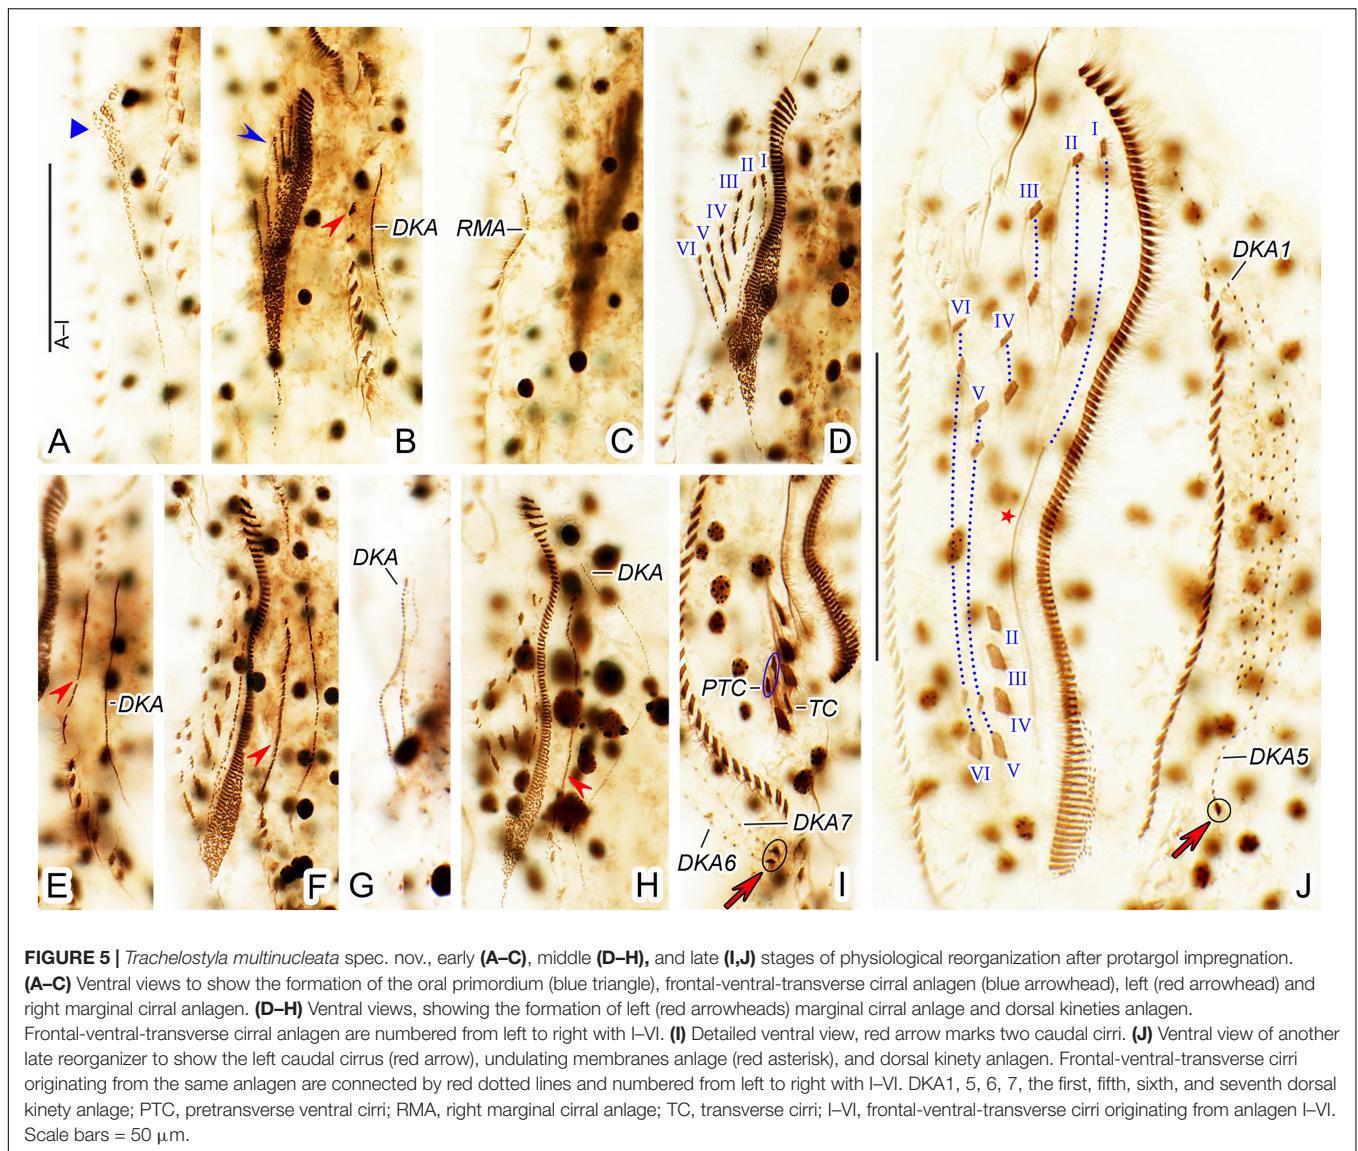 A–I
A
DKA
B
RMA
C
I
II
III
IV
V
VI
D
DKA
E
F
DKA
G
DKA
H
PTC
TC
DKA7
DKA6
I
I
II
III
DKA1
VI
IV
V
II
III
IV
VI
V
DKA5
J
FIGURE 5 | Trachelostyla multinucleata spec. nov., early (A–C), middle (D–H), and late (I,J) stages of physiological reorganization after protargol impregnation.
(A–C) Ventral views to show the formation of the oral primordium (blue triangle), frontal-ventral-transverse cirral anlagen (blue arrowhead), left (red arrowhead) and
right marginal cirral anlagen. (D–H) Ventral views, showing the formation of left (red arrowheads) marginal cirral anlage and dorsal kineties anlagen.
Frontal-ventral-transverse cirral anlagen are numbered from left to right with I–VI. (I) Detailed ventral view, red arrow marks two caudal cirri. (J) Ventral view of another
late reorganizer to show the left caudal cirrus (red arrow), undulating membranes anlage (red asterisk), and dorsal kinety anlagen. Frontal-ventral-transverse cirri
originating from the same anlagen are connected by red dotted lines and numbered from left to right with I–VI. DKA1, 5, 6, 7, the first, fifth, sixth, and seventh dorsal
kinety anlage; PTC, pretransverse ventral cirri; RMA, right marginal cirral anlage; TC, transverse cirri; I–VI, frontal-ventral-transverse cirri originating from anlagen I–VI.
Scale bars = 50 μm.